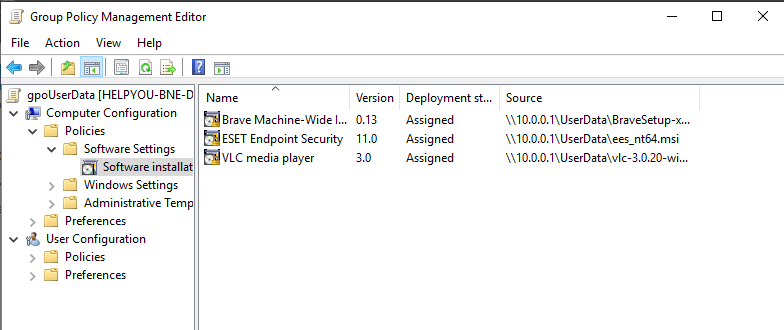 Group Policy Management Editor
File Action View Help
gpoUserData [HELPYOU-BNE-D
Computer Configuration
Policies
Software Settings
Software installat
Windows Settings
Administrative Temp
Preferences
User Configuration
Policies
Preferences
Name Version Deployment st... Source
Brave Machine-Wide I... 0.13 Assigned \\10.0.0.1\UserData\BraveSetup-x...
ESET Endpoint Security 11.0 Assigned \\10.0.0.1\UserData\ees_nt64.msi
VLC media player 3.0 Assigned \\10.0.0.1\UserData\vlc-3.0.20-wi...